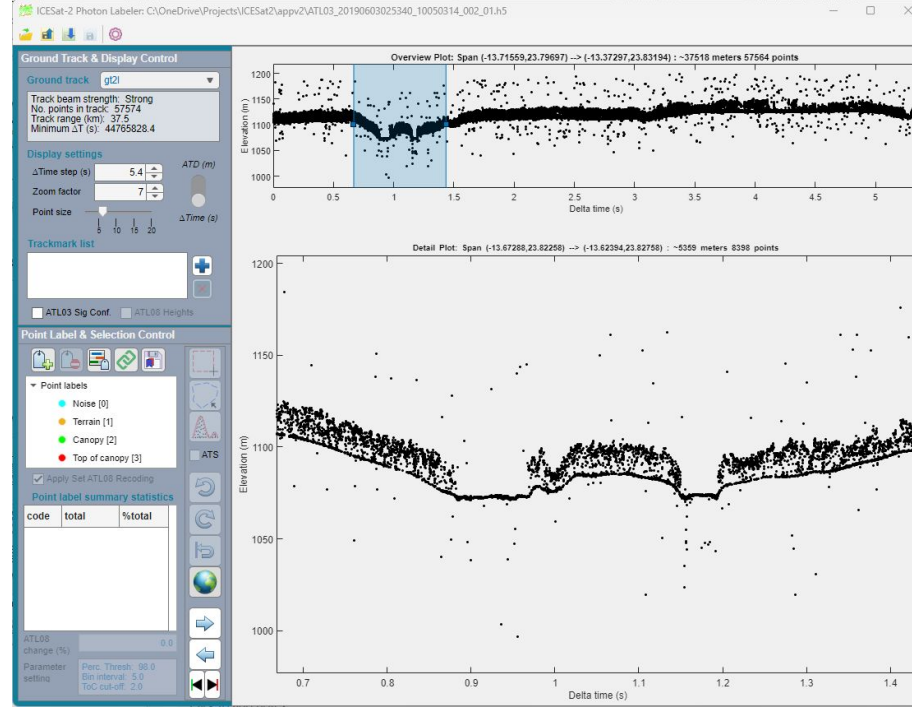 ICESat-2 Photon Labeler: C:\OneDrive\Projects\ICESat2\appv2\ATL03_20190603025340_10050314_002_01.h5
Ground Track & Display Control
Ground track gt2l
Track beam strength: Strong
No. points in track: 57574
Track range (km): 37.5
Minimum ΔT (s): 44765828.4
Display settings
ΔTime step (s) 5.4
ATD (m)
Zoom factor 7
Point size
ΔTime (s)
5 10 15 20
Trackmark list
ATL03 Sig Conf. ATL08 Heights
Point Label & Selection Control
Point labels
Noise [0]
Terrain [1]
Canopy [2]
Top of canopy [3]
ATS
Apply Set ATL08 Recoding
Point label summary statistics
code total %total
ATL08
change (%) 0.0
Parameter
setting
Perc. Thresh: 98.0
Bin interval: 5.0
ToC cut-off: 2.0
Overview Plot: Span (-13.71559,23.79697) --> (-13.37297,23.83194) : ~37518 meters 57564 points
Elevation (m)
1200
1150
1100
1050
1000
0 0.5 1 1.5 2 2.5 3 3.5 4 4.5 5
Delta time (s)
Detail Plot: Span (-13.67288,23.82258) --> (-13.62394,23.82758) : ~5359 meters 8398 points
Elevation (m)
1200
1150
1100
1050
1000
0.7 0.8 0.9 1 1.1 1.2 1.3 1.4
Delta time (s)